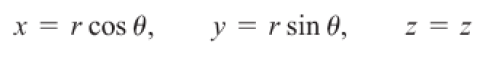 x = r cos θ, y = r sin θ, z = z